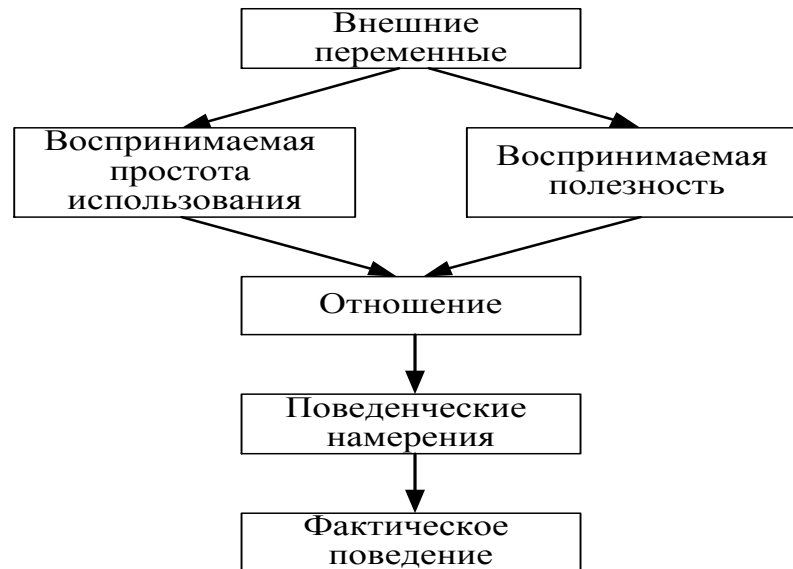 Внешние
переменные
Воспринимаемая
простота
использования
Воспринимаемая
полезность
Отношение
Поведенческие
намерения
Фактическое
поведение